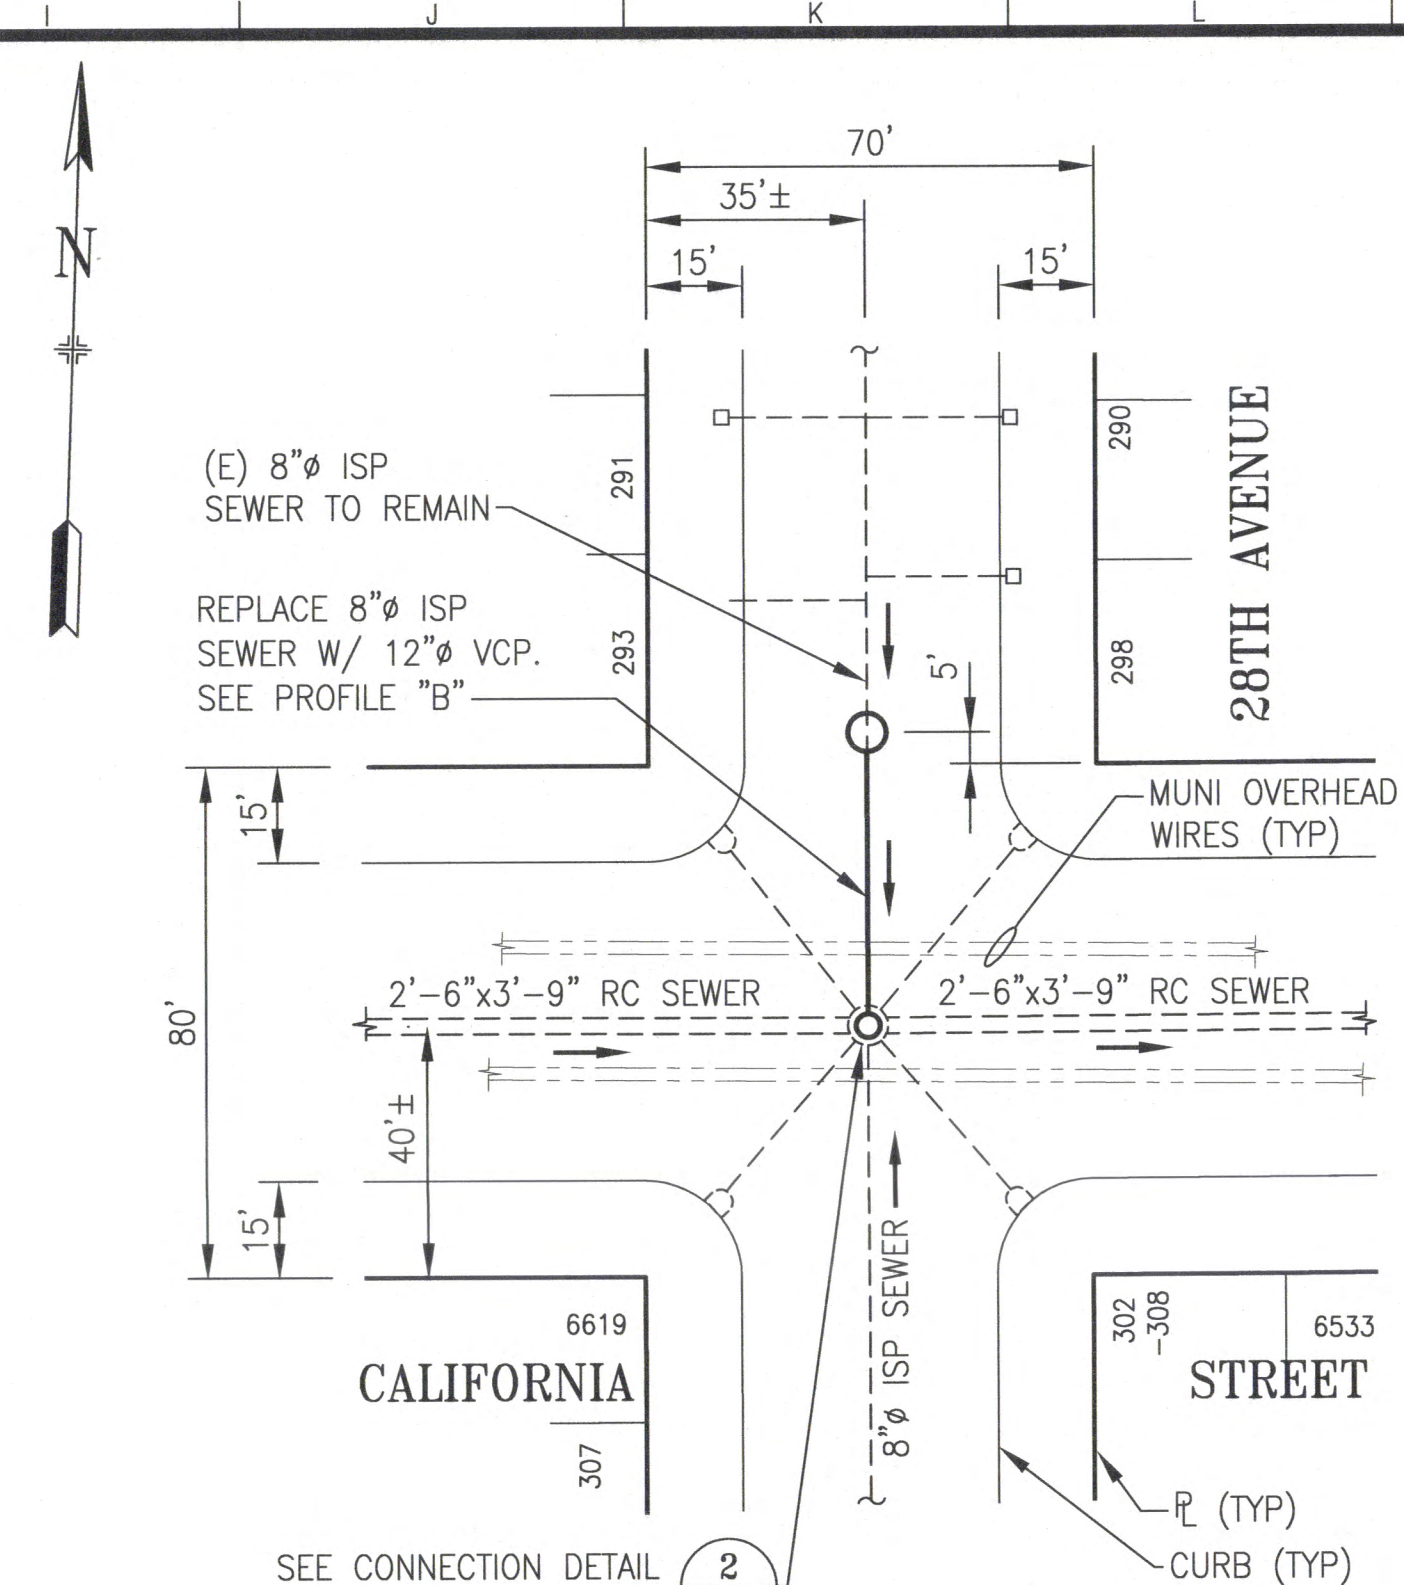 I
J
K
L
70'
35'±
15'
15'
N
(E) 8"ø ISP
SEWER TO REMAIN
291
290
28TH AVENUE
REPLACE 8"ø ISP
SEWER W/ 12"ø VCP.
SEE PROFILE "B"
293
298
5'
15'
MUNI OVERHEAD
WIRES (TYP)
80'
2'-6"x3'-9" RC SEWER
2'-6"x3'-9" RC SEWER
40'±
15'
8"ø ISP SEWER
6619
302
-308
6533
CALIFORNIA
STREET
307
℄ (TYP)
SEE CONNECTION DETAIL
2
CURB (TYP)